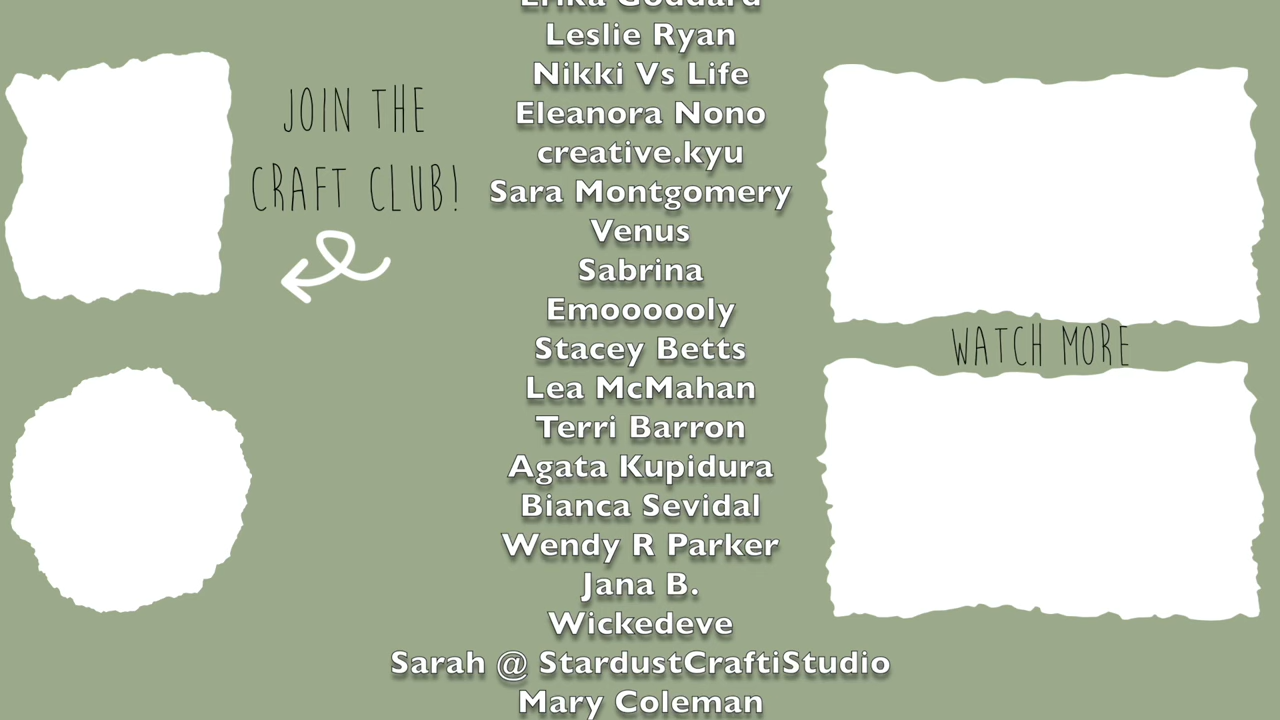 JOIN THE
CRAFT CLUB!
Erika Goddard
Leslie Ryan
Nikki Vs Life
Eleanora Nono
creative.kyu
Sara Montgomery
Venus
Sabrina
Emoooooly
Stacey Betts
Lea McMahan
Terri Barron
Agata Kupidura
Bianca Sevidal
Wendy R Parker
Jana B.
Wickedeve
Sarah @ StardustCraftiStudio
Mary Coleman
WATCH MORE